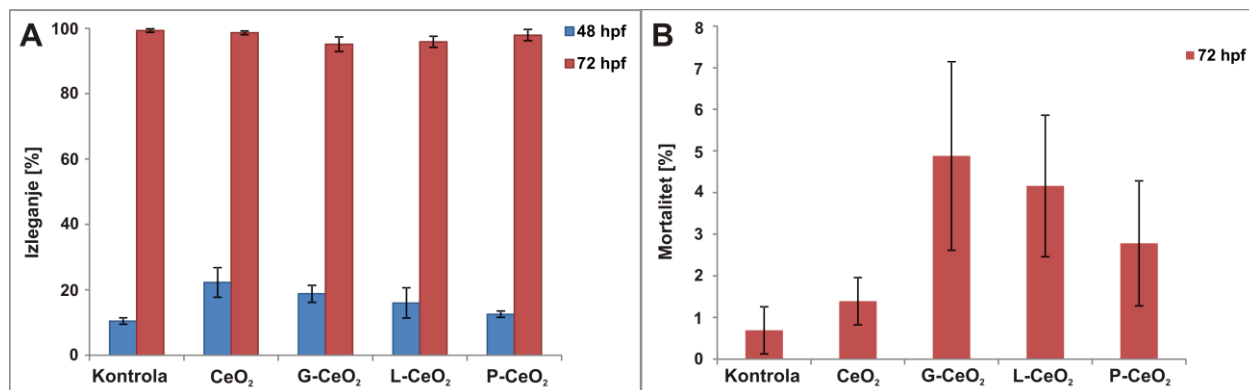 A
Izleganje [%]
100
80
60
40
20
0
48 hpf
72 hpf
Kontrola CeO₂ G-CeO₂ L-CeO₂ P-CeO₂
B
Mortalitet [%]
8
7
6
5
4
3
2
1
0
72 hpf
Kontrola CeO₂ G-CeO₂ L-CeO₂ P-CeO₂